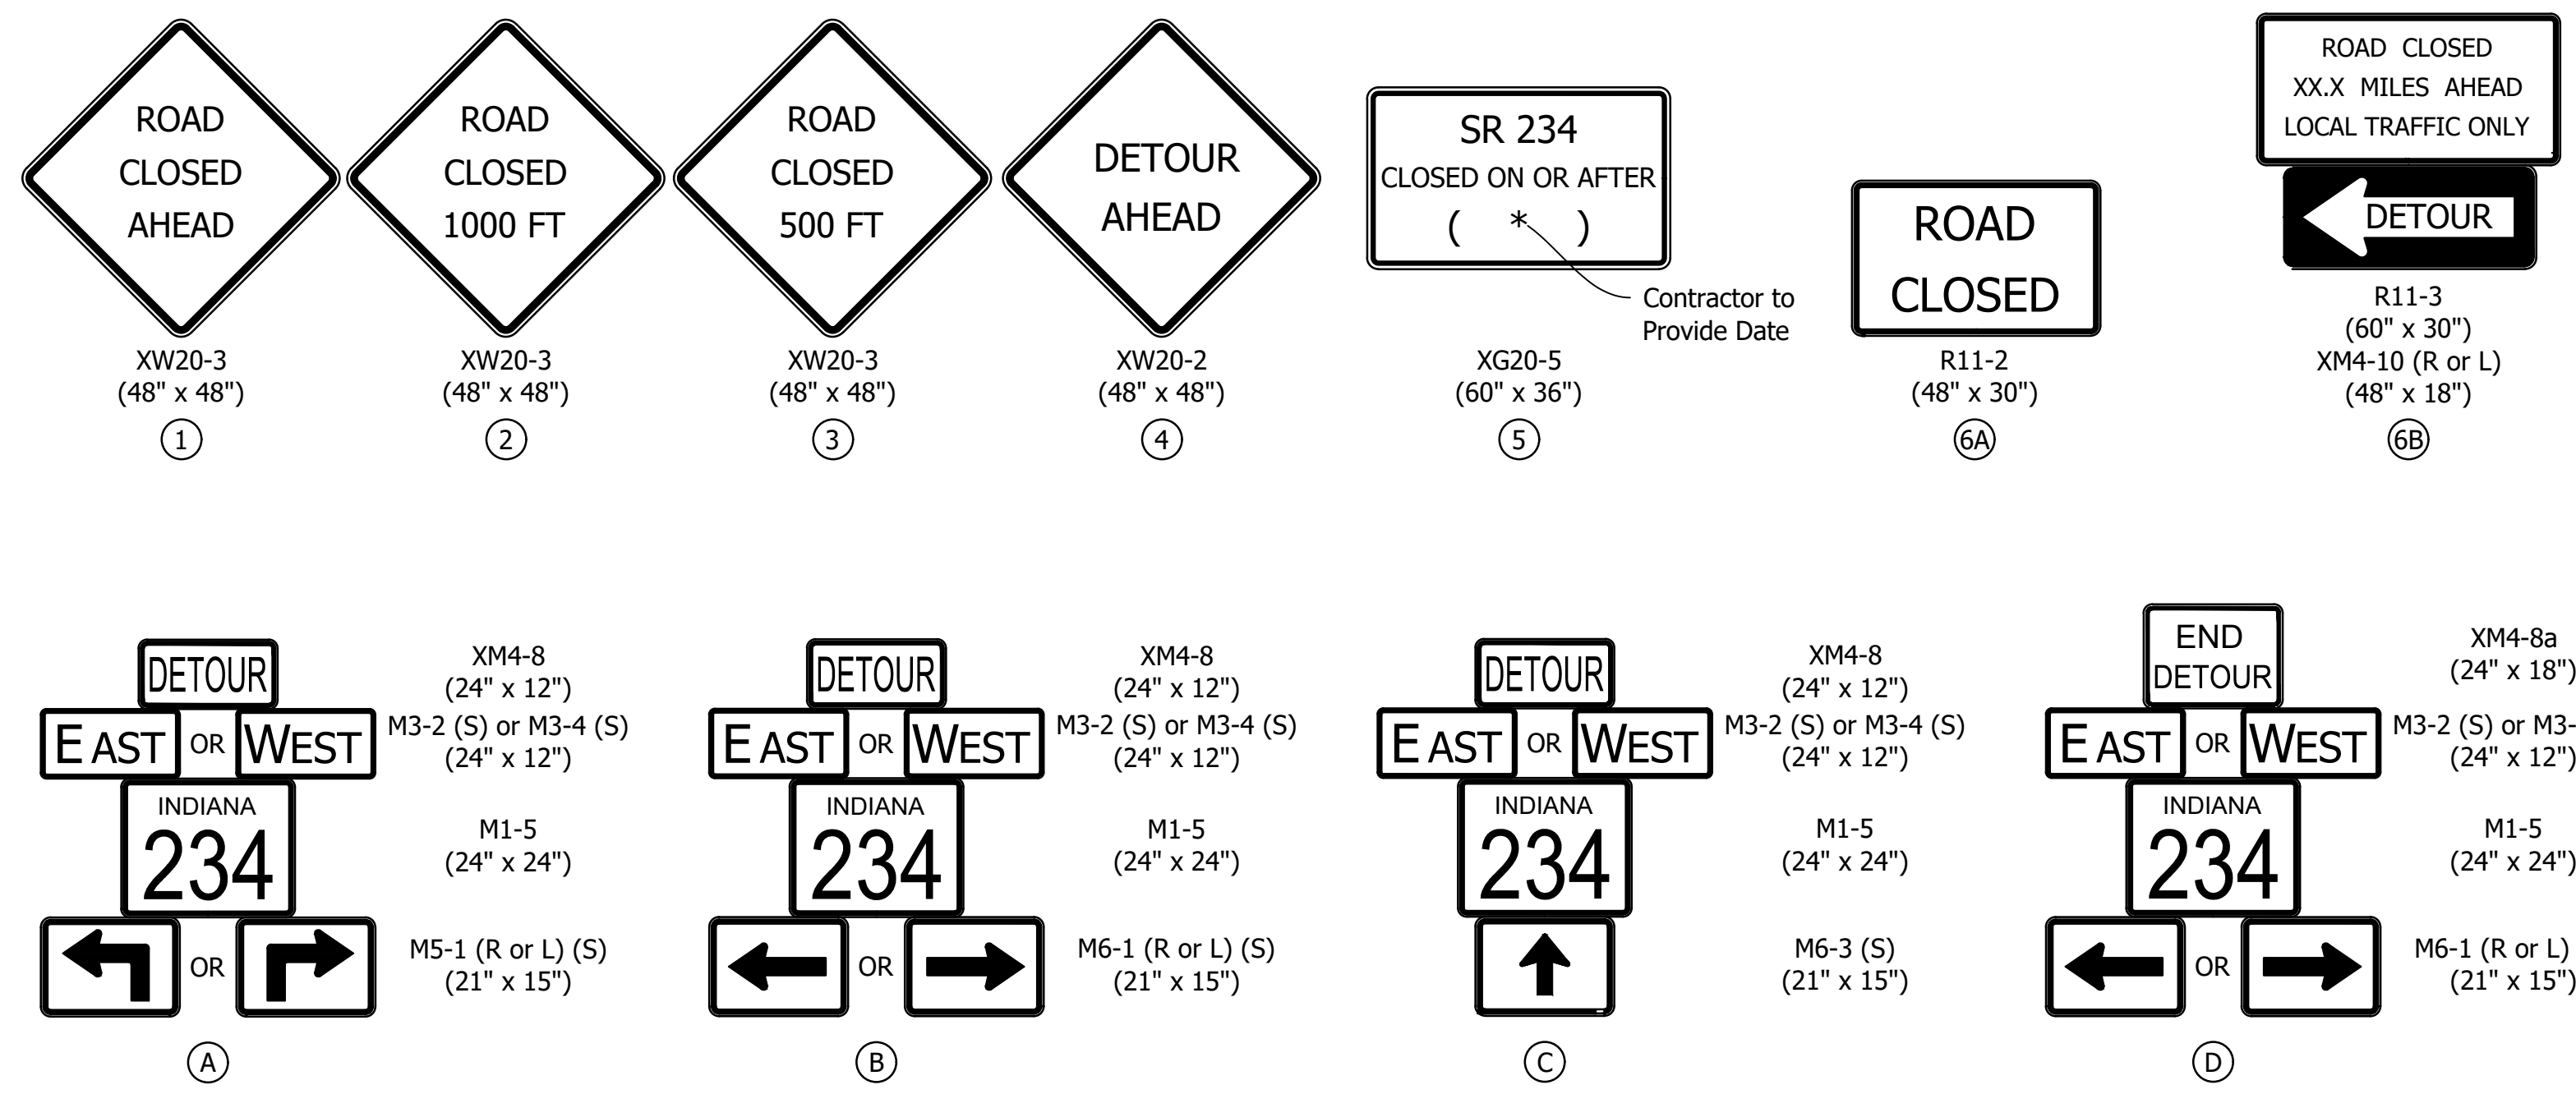 ROAD
CLOSED
AHEAD
XW20-3
(48" x 48")
1
ROAD
CLOSED
1000 FT
XW20-3
(48" x 48")
2
ROAD
CLOSED
500 FT
XW20-3
(48" x 48")
3
DETOUR
AHEAD
XW20-2
(48" x 48")
4
SR 234
CLOSED ON OR AFTER
( * )
Contractor to
Provide Date
XG20-5
(60" x 36")
5
ROAD
CLOSED
R11-2
(48" x 30")
6A
ROAD CLOSED
XX.X MILES AHEAD
LOCAL TRAFFIC ONLY
DETOUR
R11-3
(60" x 30")
XM4-10 (R or L)
(48" x 18")
6B
DETOUR
EAST OR WEST
INDIANA
234
OR
XM4-8
(24" x 12")
M3-2 (S) or M3-4 (S)
(24" x 12")
M1-5
(24" x 24")
M5-1 (R or L) (S)
(21" x 15")
A
DETOUR
EAST OR WEST
INDIANA
234
OR
XM4-8
(24" x 12")
M3-2 (S) or M3-4 (S)
(24" x 12")
M1-5
(24" x 24")
M6-1 (R or L) (S)
(21" x 15")
B
DETOUR
EAST OR WEST
INDIANA
234
XM4-8
(24" x 12")
M3-2 (S) or M3-4 (S)
(24" x 12")
M1-5
(24" x 24")
M6-3 (S)
(21" x 15")
C
END
DETOUR
EAST OR WEST
INDIANA
234
OR
XM4-8a
(24" x 18")
M3-2 (S) or M3-
(24" x 12")
M1-5
(24" x 24")
M6-1 (R or L)
(21" x 15")
D